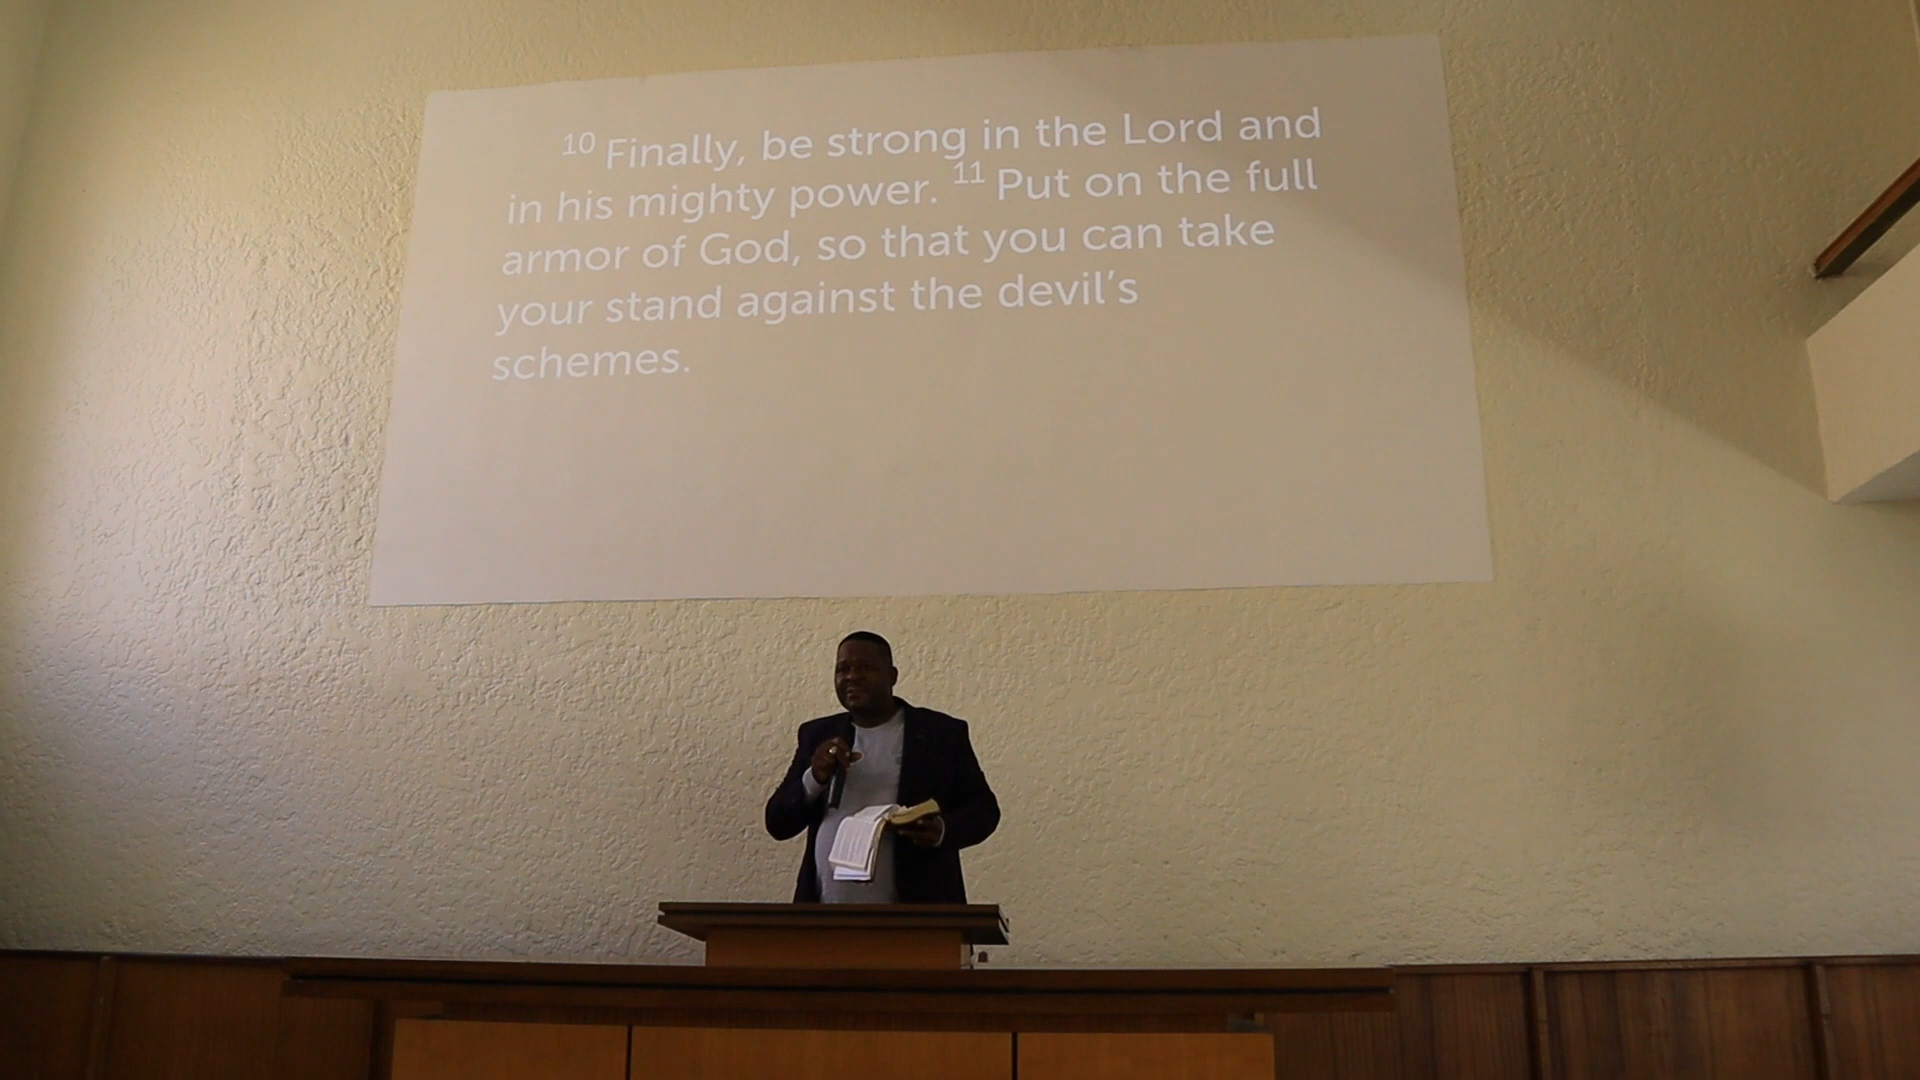 10 Finally, be strong in the Lord and
in his mighty power. 11 Put on the full
armor of God, so that you can take
your stand against the devil’s
schemes.